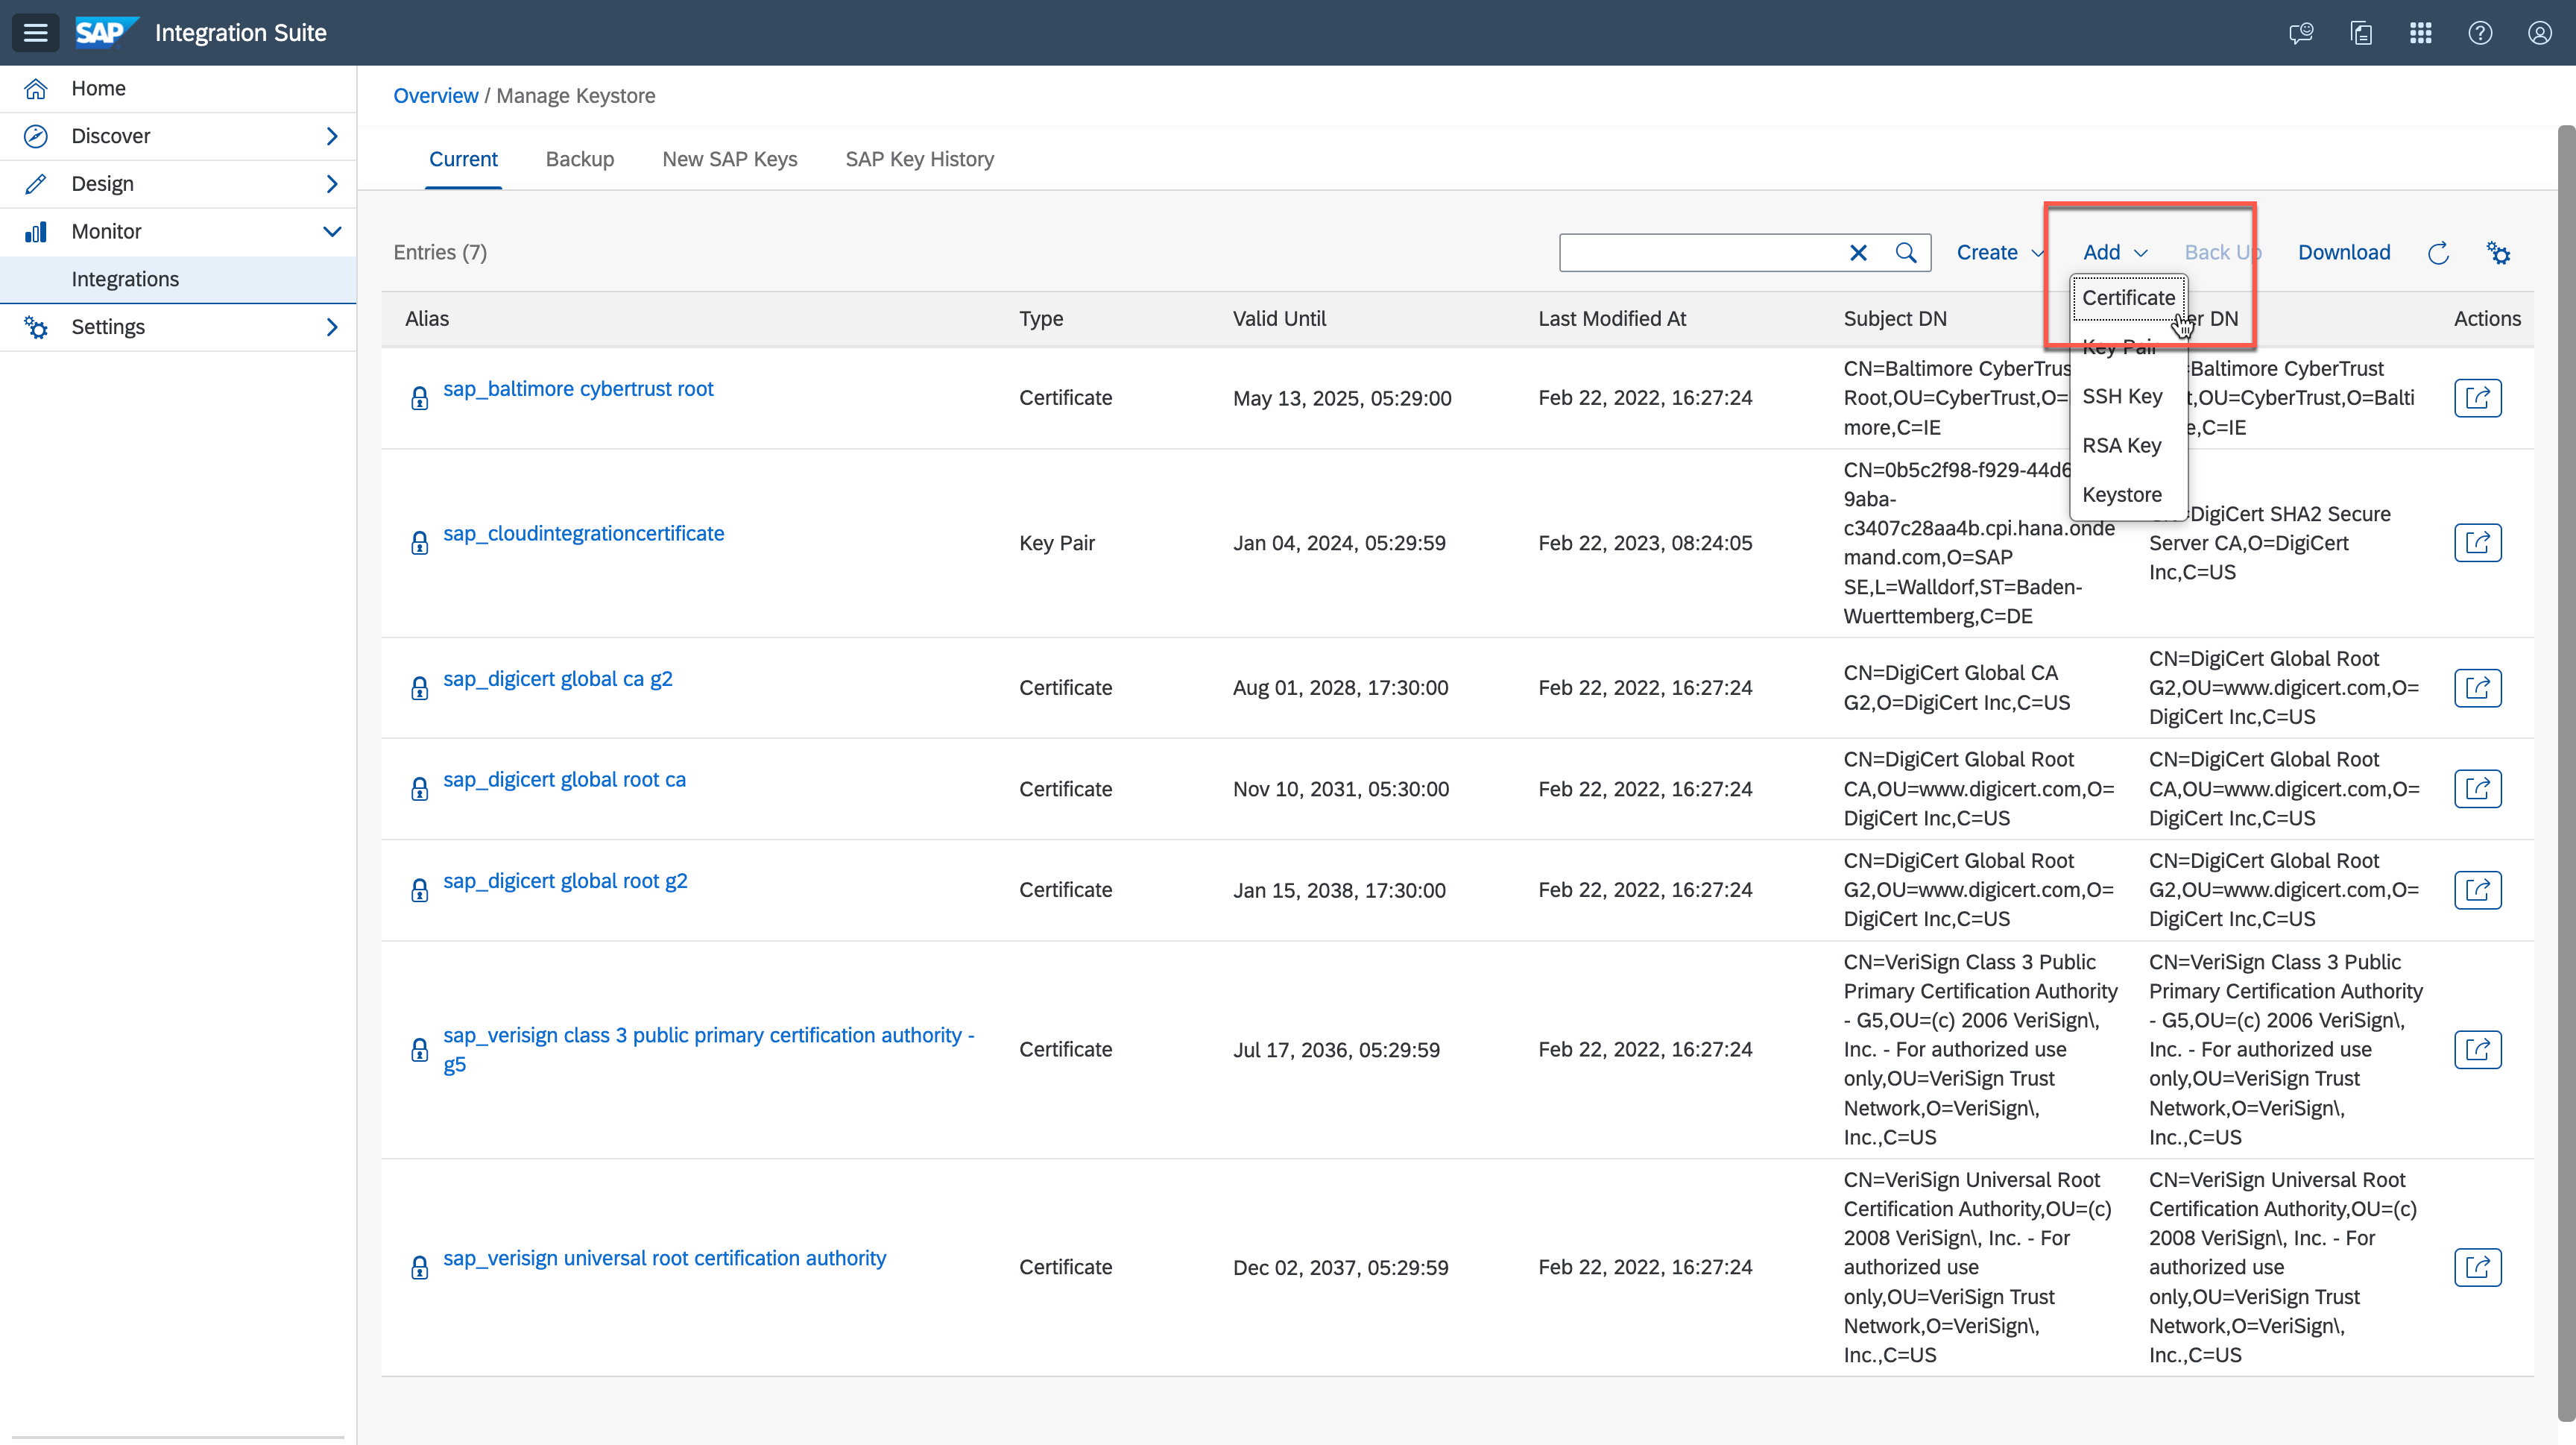 SAP Integration Suite
Home
Discover
Design
Monitor
Integrations
Settings
Overview / Manage Keystore
Current Backup New SAP Keys SAP Key History
Entries (7)
Create Add Back Up Download
Certificate
Key Pair
SSH Key
RSA Key
Keystore
Alias Type Valid Until Last Modified At Subject DN er DN Actions
sap_baltimore cybertrust root Certificate May 13, 2025, 05:29:00 Feb 22, 2022, 16:27:24
CN=Baltimore CyberTrus
Root,OU=CyberTrust,O=
more,C=IE
=Baltimore CyberTrust
t,OU=CyberTrust,O=Balti
e,C=IE
sap_cloudintegrationcertificate Key Pair Jan 04, 2024, 05:29:59 Feb 22, 2023, 08:24:05
CN=0b5c2f98-f929-44d6
9aba-
c3407c28aa4b.cpi.hana.onde
mand.com,O=SAP
SE,L=Walldorf,ST=Baden-
Wuerttemberg,C=DE
=DigiCert SHA2 Secure
Server CA,O=DigiCert
Inc,C=US
sap_digicert global ca g2 Certificate Aug 01, 2028, 17:30:00 Feb 22, 2022, 16:27:24
CN=DigiCert Global CA
G2,O=DigiCert Inc,C=US
CN=DigiCert Global Root
G2,OU=www.digicert.com,O=
DigiCert Inc,C=US
sap_digicert global root ca Certificate Nov 10, 2031, 05:30:00 Feb 22, 2022, 16:27:24
CN=DigiCert Global Root
CA,OU=www.digicert.com,O=
DigiCert Inc,C=US
CN=DigiCert Global Root
CA,OU=www.digicert.com,O=
DigiCert Inc,C=US
sap_digicert global root g2 Certificate Jan 15, 2038, 17:30:00 Feb 22, 2022, 16:27:24
CN=DigiCert Global Root
G2,OU=www.digicert.com,O=
DigiCert Inc,C=US
CN=DigiCert Global Root
G2,OU=www.digicert.com,O=
DigiCert Inc,C=US
sap_verisign class 3 public primary certification authority -
g5
Certificate Jul 17, 2036, 05:29:59 Feb 22, 2022, 16:27:24
CN=VeriSign Class 3 Public
Primary Certification Authority
- G5,OU=(c) 2006 VeriSign\,
Inc. - For authorized use
only,OU=VeriSign Trust
Network,O=VeriSign\,
Inc.,C=US
CN=VeriSign Class 3 Public
Primary Certification Authority
- G5,OU=(c) 2006 VeriSign\,
Inc. - For authorized use
only,OU=VeriSign Trust
Network,O=VeriSign\,
Inc.,C=US
sap_verisign universal root certification authority Certificate Dec 02, 2037, 05:29:59 Feb 22, 2022, 16:27:24
CN=VeriSign Universal Root
Certification Authority,OU=(c)
2008 VeriSign\, Inc. - For
authorized use
only,OU=VeriSign Trust
Network,O=VeriSign\,
Inc.,C=US
CN=VeriSign Universal Root
Certification Authority,OU=(c)
2008 VeriSign\, Inc. - For
authorized use
only,OU=VeriSign Trust
Network,O=VeriSign\,
Inc.,C=US